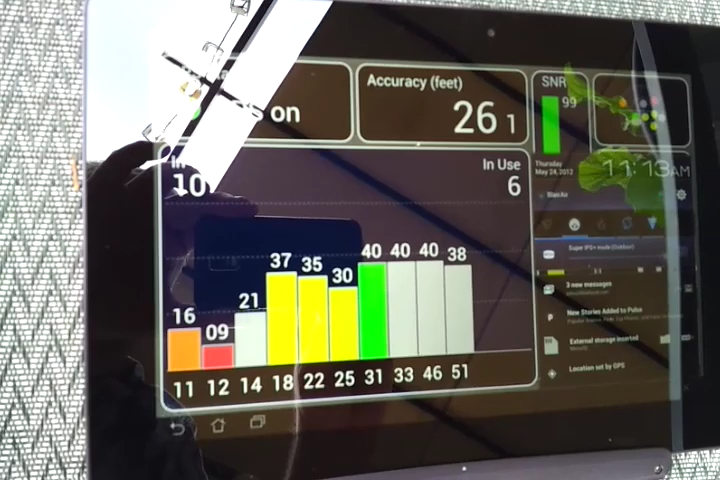 on
Accuracy (feet)
26.1
SNR
99
In
10
In Use
6
16 09 21 37 35 30 40 40 40 38
11 12 14 18 22 25 31 33 46 51
11:13AM
Thursday
May 24, 2012
Super IPS+ mode (Outdoor)
3 new messages
New Stories Added to Pulse
External storage inserted
Location set by GPS